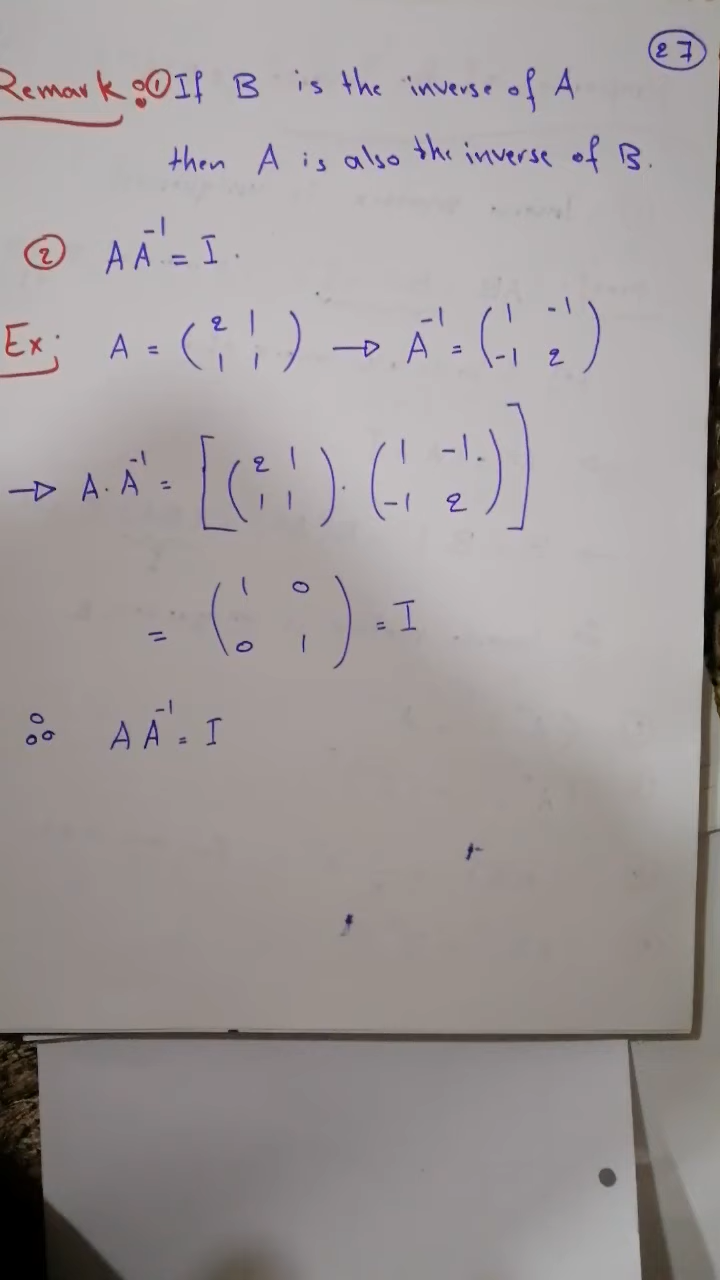 27
Remark: ① If B is the inverse of A
then A is also the inverse of B.
② A A⁻¹ = I.
Ex: A = (2 1; 1 1) → A⁻¹ = (1 -1; -1 2)
→ A . A⁻¹ = [(2 1; 1 1) . (1 -1; -1 2)]
= (1 0; 0 1) = I
∴ A A⁻¹ = I